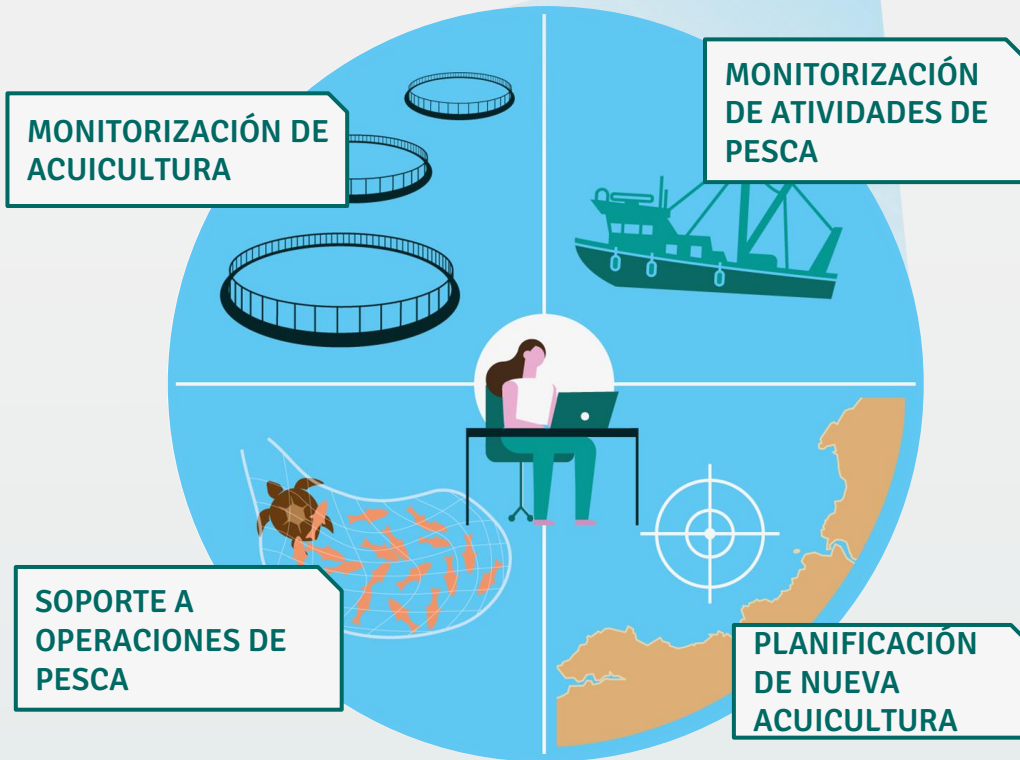 MONITORIZACIÓN DE
ACUICULTURA
MONITORIZACIÓN
DE ATIVIDADES DE
PESCA
SOPORTE A
OPERACIONES DE
PESCA
PLANIFICACIÓN
DE NUEVA
ACUICULTURA